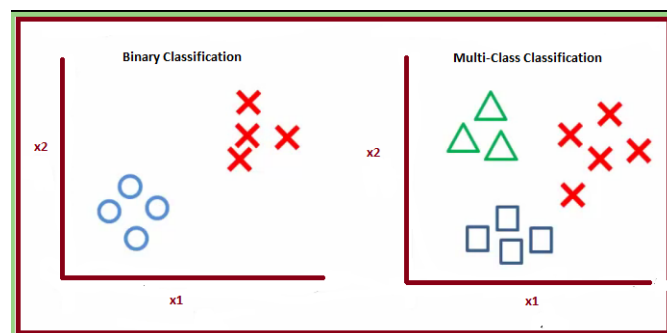 Binary Classification
x2
x1
Multi-Class Classification
x2
x1